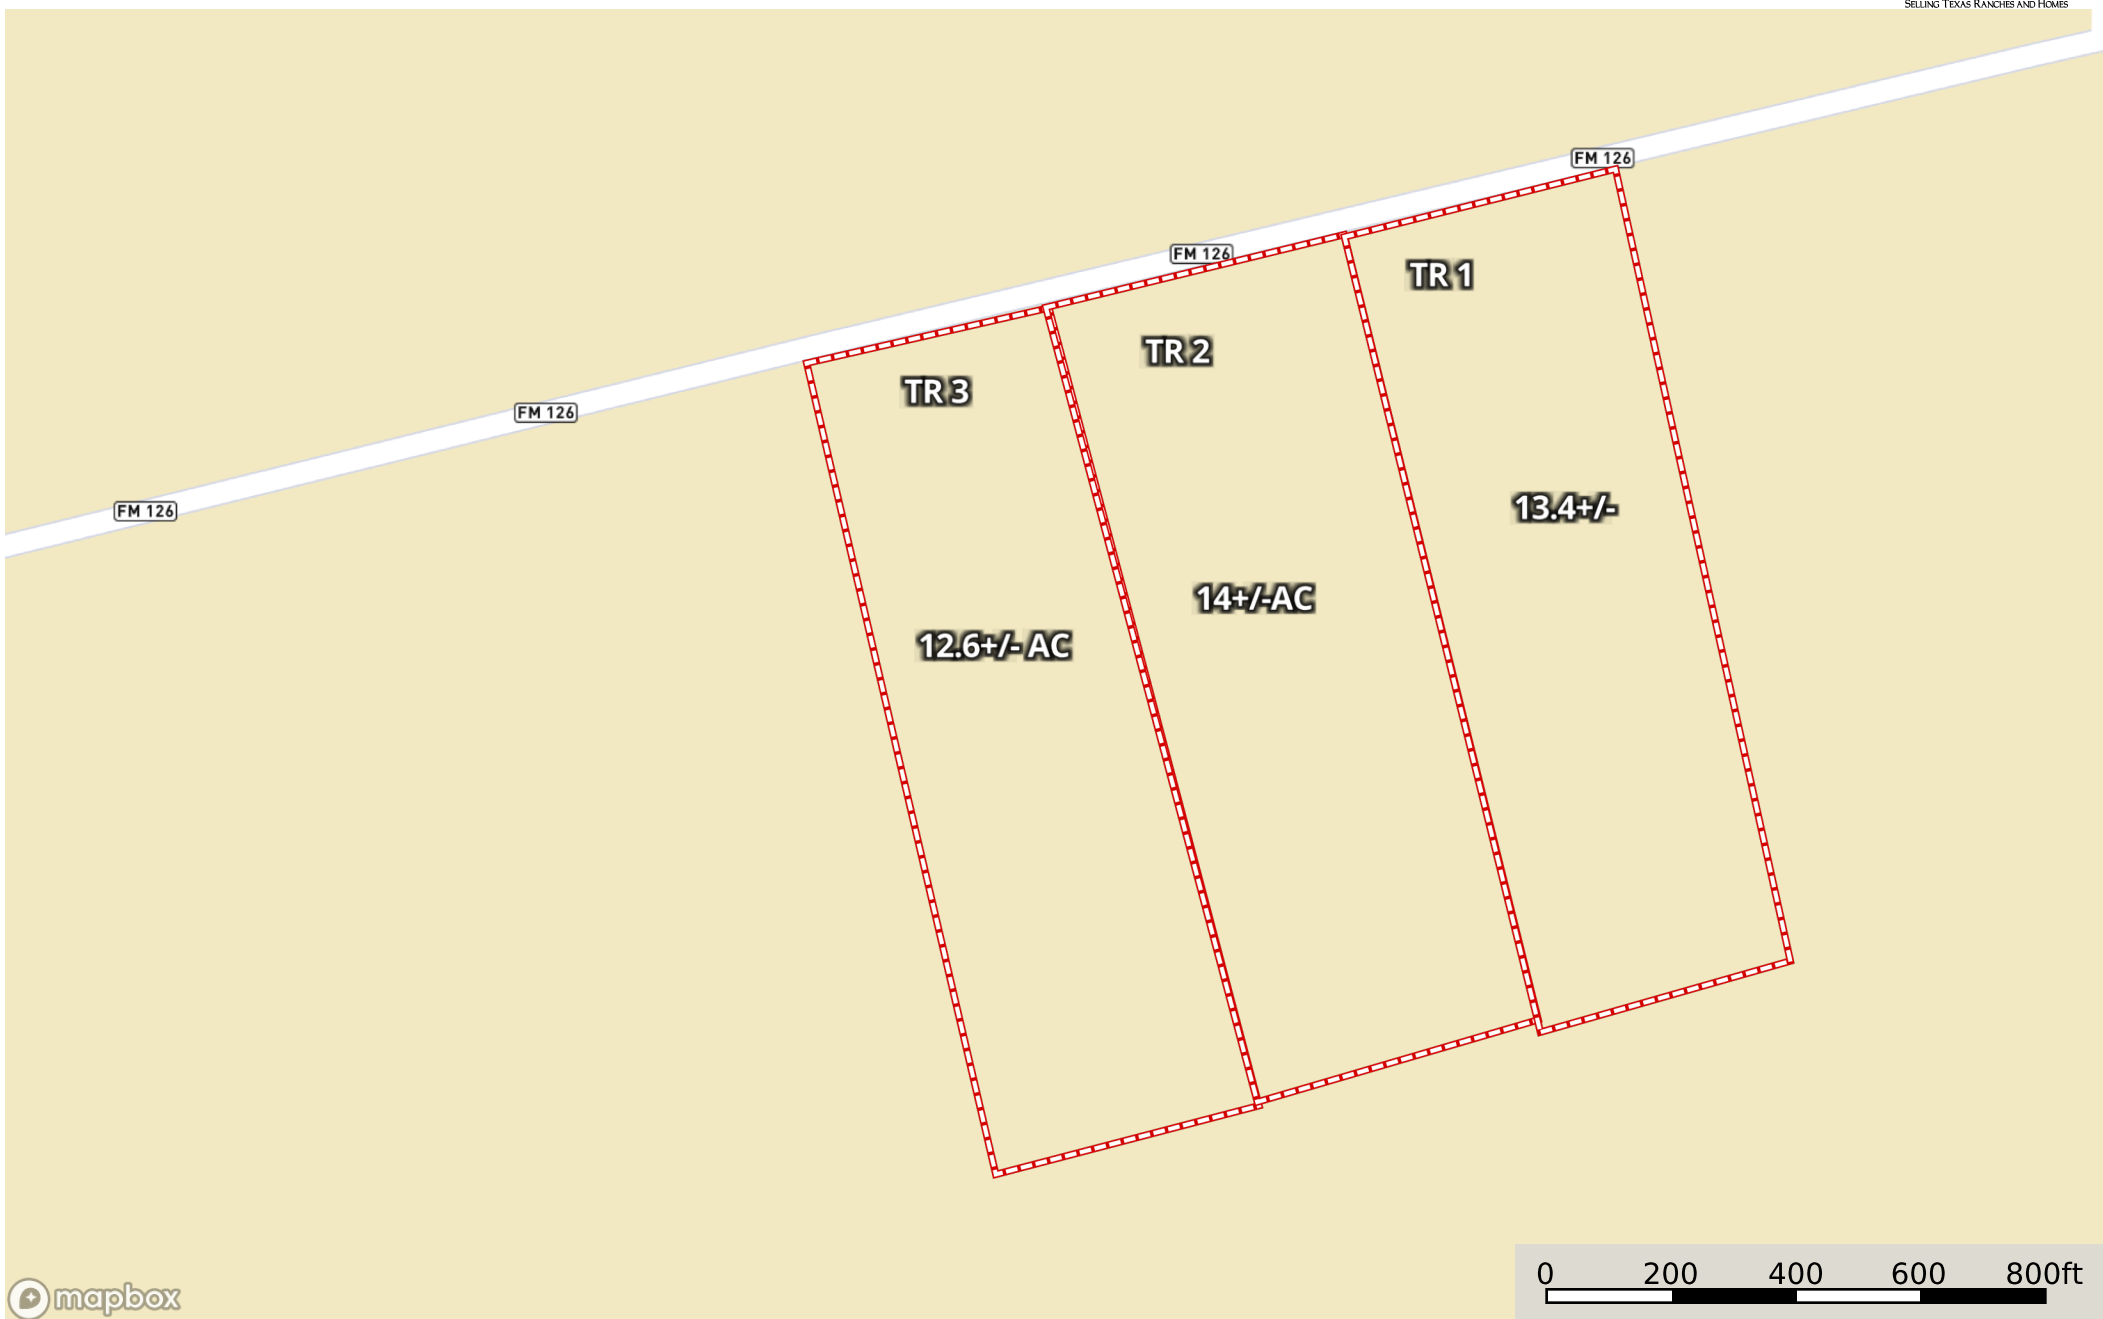 SELLING TEXAS RANCHES AND HOMES
FM 126
FM 126
TR 1
TR 2
TR 3
FM 126
FM 126
13.4+/-
14+/-AC
12.6+/- AC
0 200 400 600 800ft
mapbox